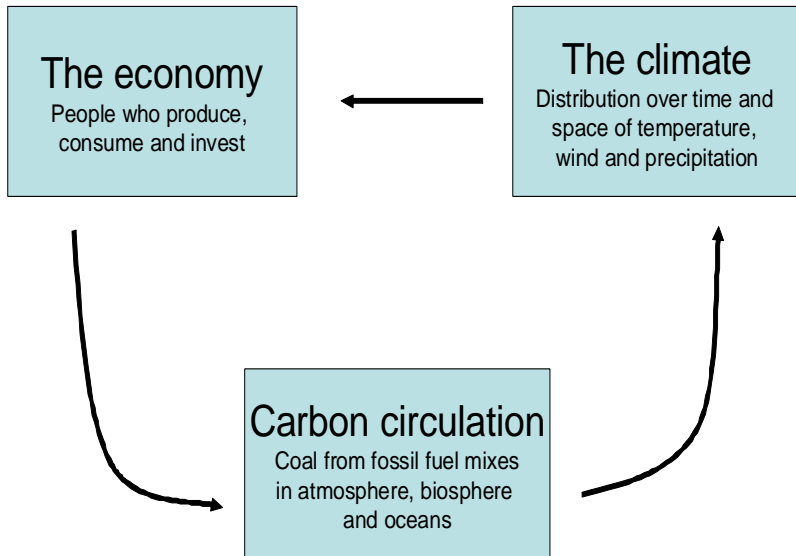 The economy
People who produce,
consume and invest
The climate
Distribution over time and
space of temperature,
wind and precipitation
Carbon circulation
Coal from fossil fuel mixes
in atmosphere, biosphere
and oceans